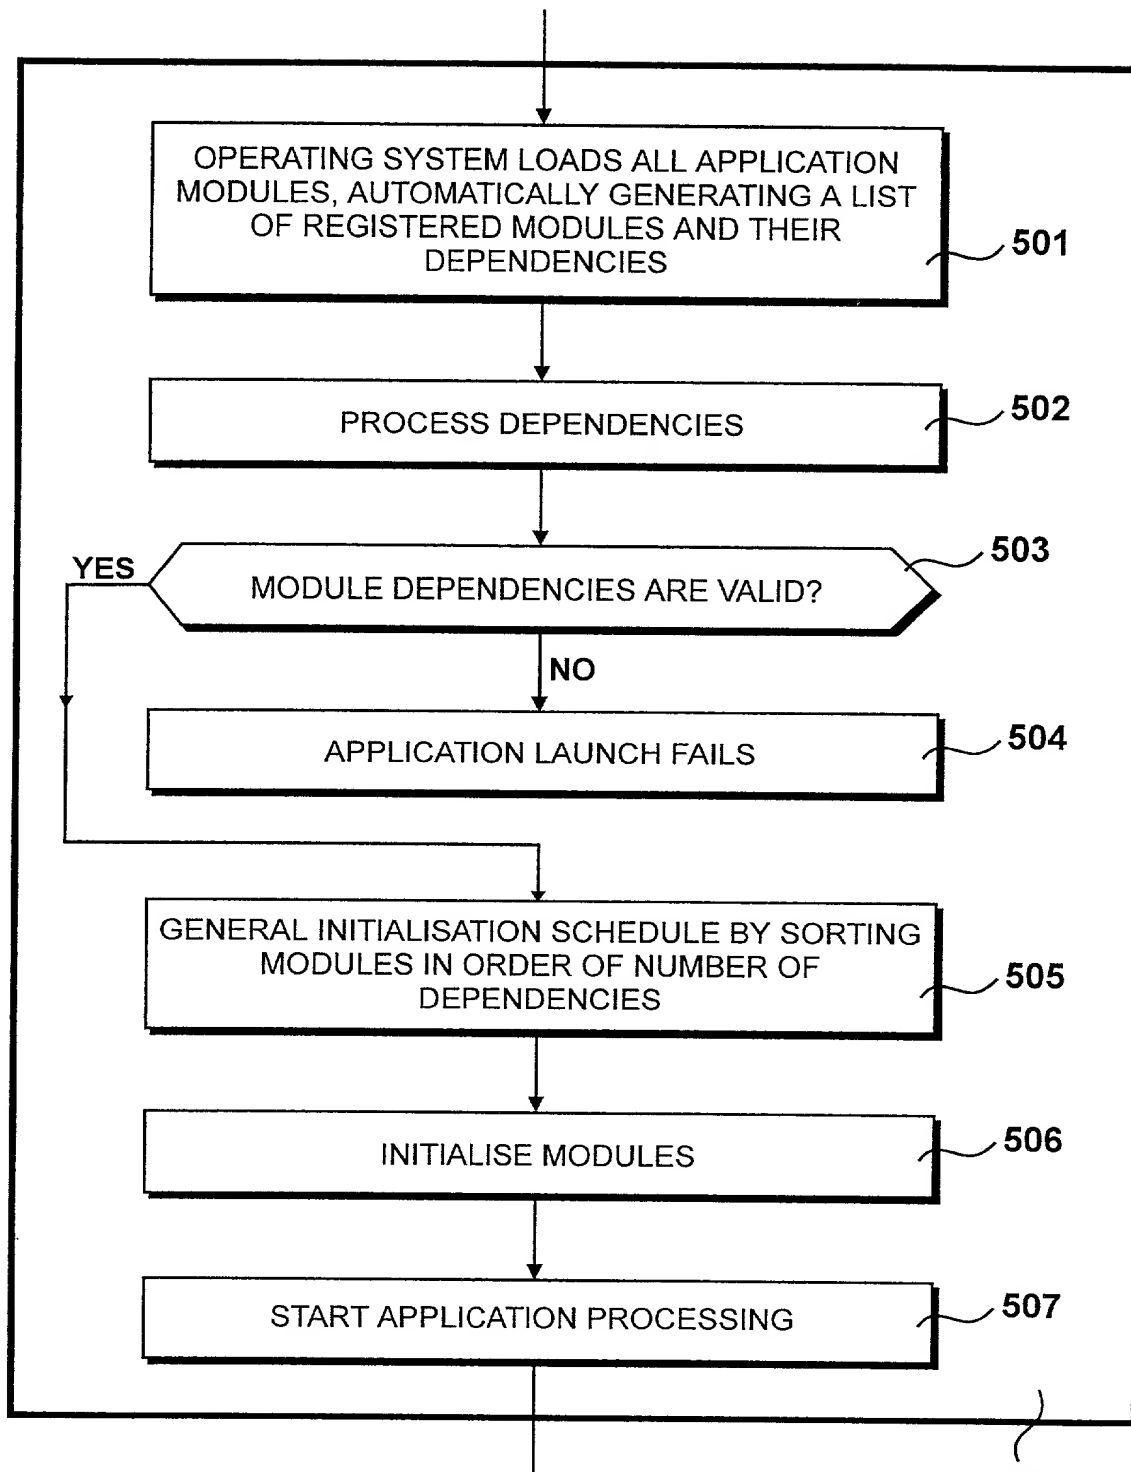 OPERATING SYSTEM LOADS ALL APPLICATION
MODULES, AUTOMATICALLY GENERATING A LIST
OF REGISTERED MODULES AND THEIR
DEPENDENCIES
501
PROCESS DEPENDENCIES
502
YES
MODULE DEPENDENCIES ARE VALID?
503
NO
APPLICATION LAUNCH FAILS
504
GENERAL INITIALISATION SCHEDULE BY SORTING
MODULES IN ORDER OF NUMBER OF
DEPENDENCIES
505
INITIALISE MODULES
506
START APPLICATION PROCESSING
507